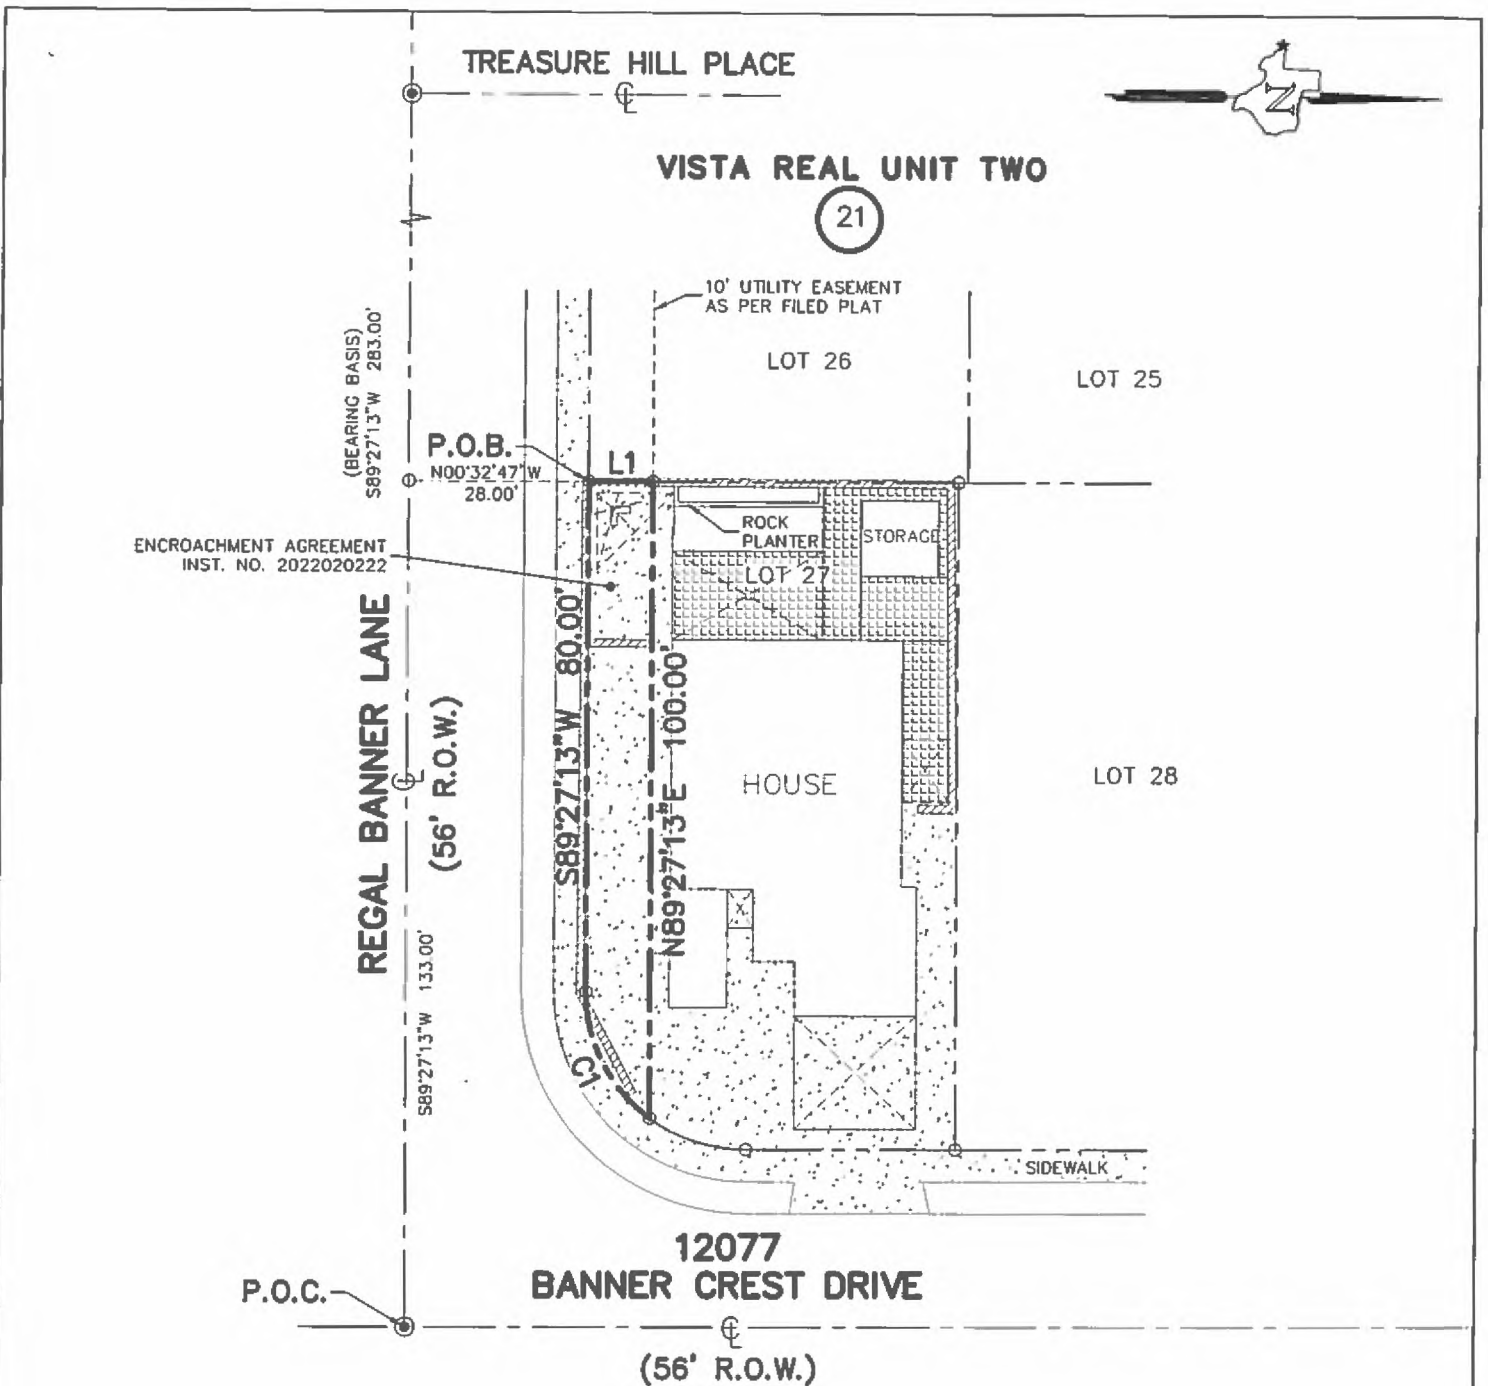 TREASURE HILL PLACE
℄
N
VISTA REAL UNIT TWO
21
10' UTILITY EASEMENT
AS PER FILED PLAT
LOT 26
LOT 25
(BEARING BASIS)
S89°27'13"W 283.00'
P.O.B.
L1
N00°32'47"W
28.00'
ROCK
PLANTER
STORAGE
ENCROACHMENT AGREEMENT
INST. NO. 2022020222
LOT 27
S89°27'13"W 80.00'
N89°27'13"E 100.00'
REGAL BANNER LANE
(56' R.O.W.)
℄
HOUSE
LOT 28
S89°27'13"W 133.00'
C1
SIDEWALK
12077
BANNER CREST DRIVE
P.O.C.
℄
(56' R.O.W.)